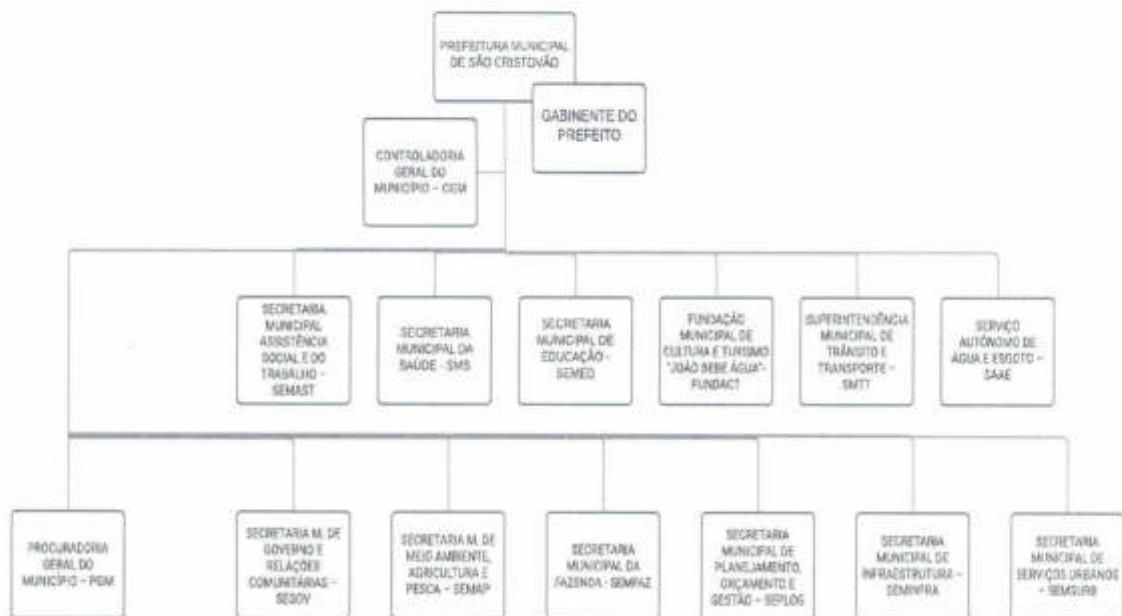 PREFEITURA MUNICIPAL
DE SÃO CRISTOVÃO
GABINENTE DO
PREFEITO
CONTROLADORIA
GERAL DO
MUNICÍPIO – CGM
SECRETARIA
MUNICIPAL
ASSISTÊNCIA
SOCIAL E DO
TRABALHO –
SEMAST
SECRETARIA
MUNICIPAL DA
SAÚDE - SMS
SECRETARIA
MUNICIPAL DE
EDUCAÇÃO -
SEMED
FUNDAÇÃO
MUNICIPAL DE
CULTURA E TURISMO
"JOÃO BEBE ÁGUA"-
FUNDACT
SUPERINTENDÊNCIA
MUNICIPAL DE
TRÂNSITO E
TRANSPORTE –
SMTT
SERVIÇO
AUTÔNOMO DE
ÁGUA E ESGOTO –
SAAE
PROCURADORIA
GERAL DO
MUNICÍPIO – PGM
SECRETARIA M. DE
GOVERNO E
RELAÇÕES
COMUNITÁRIAS –
SEGOV
SECRETARIA M. DE
MEIO AMBIENTE,
AGRICULTURA E
PESCA – SEMAP
SECRETARIA
MUNICIPAL DA
FAZENDA - SEMFAZ
SECRETARIA
MUNICIPAL DE
PLANEJAMENTO,
ORÇAMENTO E
GESTÃO – SEPLOG
SECRETARIA
MUNICIPAL DE
INFRAESTRUTURA –
SEMINFRA
SECRETARIA
MUNICIPAL DE
SERVIÇOS URBANOS –
SEMSURB